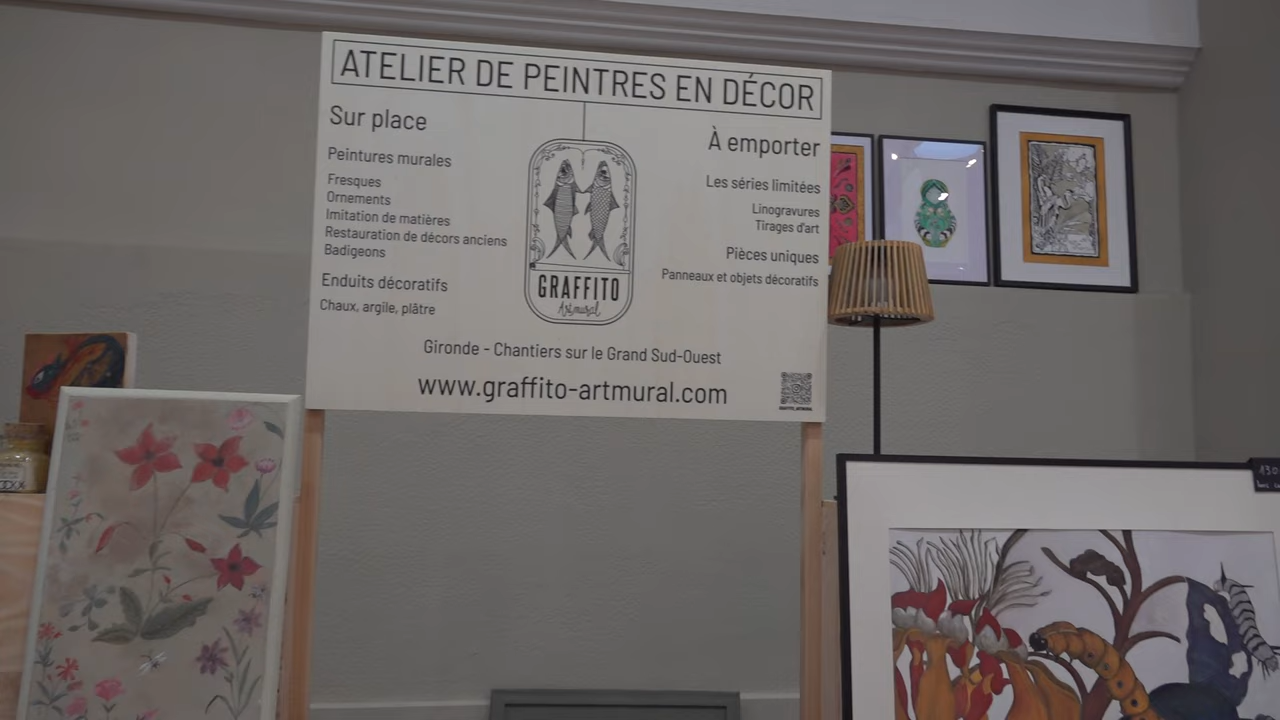 ATELIER DE PEINTRES EN DÉCOR
Sur place
Peintures murales
Fresques
Ornements
Imitation de matières
Restauration de décors anciens
Badigeons
Enduits décoratifs
Chaux, argile, plâtre
GRAFFITO
Art mural
À emporter
Les séries limitées
Linogravures
Tirages d'art
Pièces uniques
Panneaux et objets décoratifs
Gironde - Chantiers sur le Grand Sud-Ouest
www.graffito-artmural.com
GRAFFITO_ARTMURAL